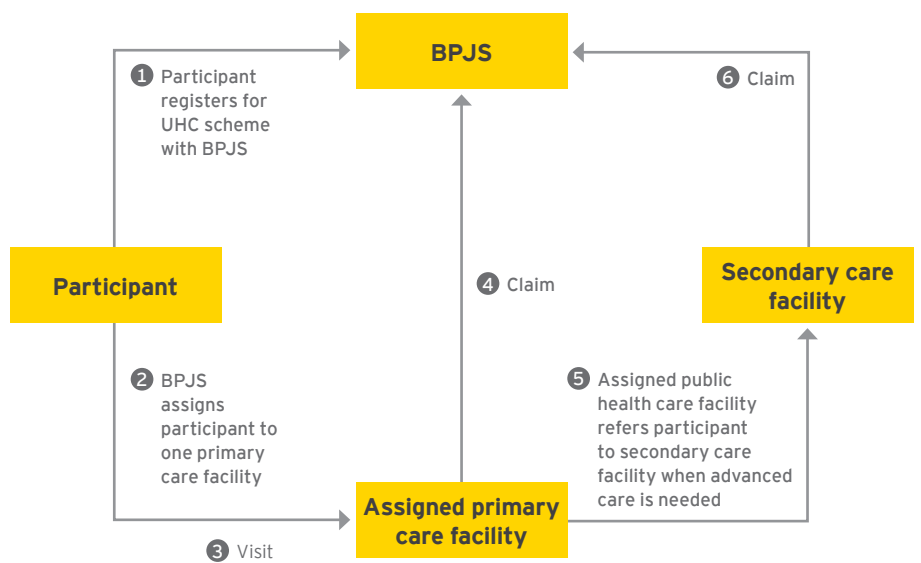 BPJS
1 Participant
registers for
UHC scheme
with BPJS
6 Claim
Participant
4 Claim
Secondary care
facility
2 BPJS
assigns
participant to
one primary
care facility
5 Assigned public
health care facility
refers participant
to secondary care
facility when advanced
care is needed
Assigned primary
care facility
3 Visit